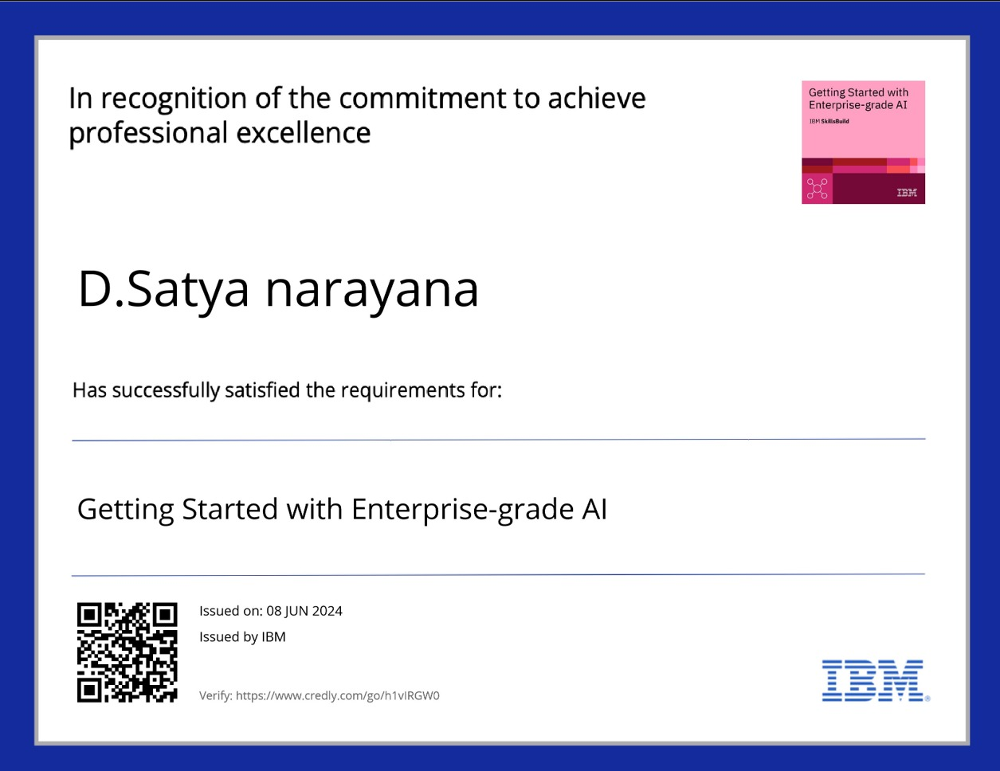 In recognition of the commitment to achieve
professional excellence
Getting Started with
Enterprise-grade AI
IBM SkillsBuild
IBM
D.Satya narayana
Has successfully satisfied the requirements for:
Getting Started with Enterprise-grade AI
Issued on: 08 JUN 2024
Issued by IBM
Verify: https://www.credly.com/go/h1vIRGW0
IBM®